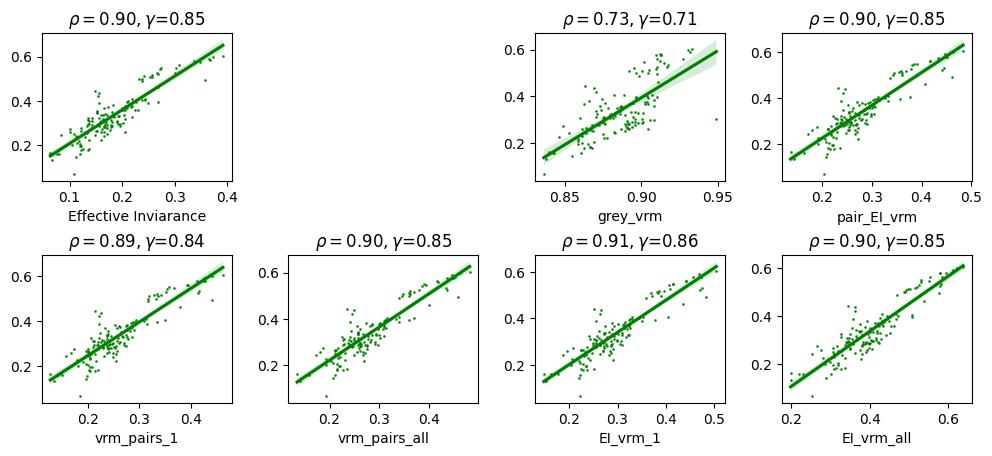 ρ = 0.90, γ=0.85
ρ = 0.73, γ=0.71
ρ = 0.90, γ=0.85
0.6
0.4
0.2
0.1 0.2 0.3 0.4
Effective Inviarance
0.6
0.4
0.2
0.85 0.90 0.95
grey_vrm
0.6
0.4
0.2
0.2 0.3 0.4 0.5
pair_EI_vrm
ρ = 0.89, γ=0.84
ρ = 0.90, γ=0.85
ρ = 0.91, γ=0.86
ρ = 0.90, γ=0.85
0.6
0.4
0.2
0.2 0.3 0.4
vrm_pairs_1
0.6
0.4
0.2
0.2 0.3 0.4
vrm_pairs_all
0.6
0.4
0.2
0.2 0.3 0.4 0.5
EI_vrm_1
0.6
0.4
0.2
0.2 0.4 0.6
EI_vrm_all